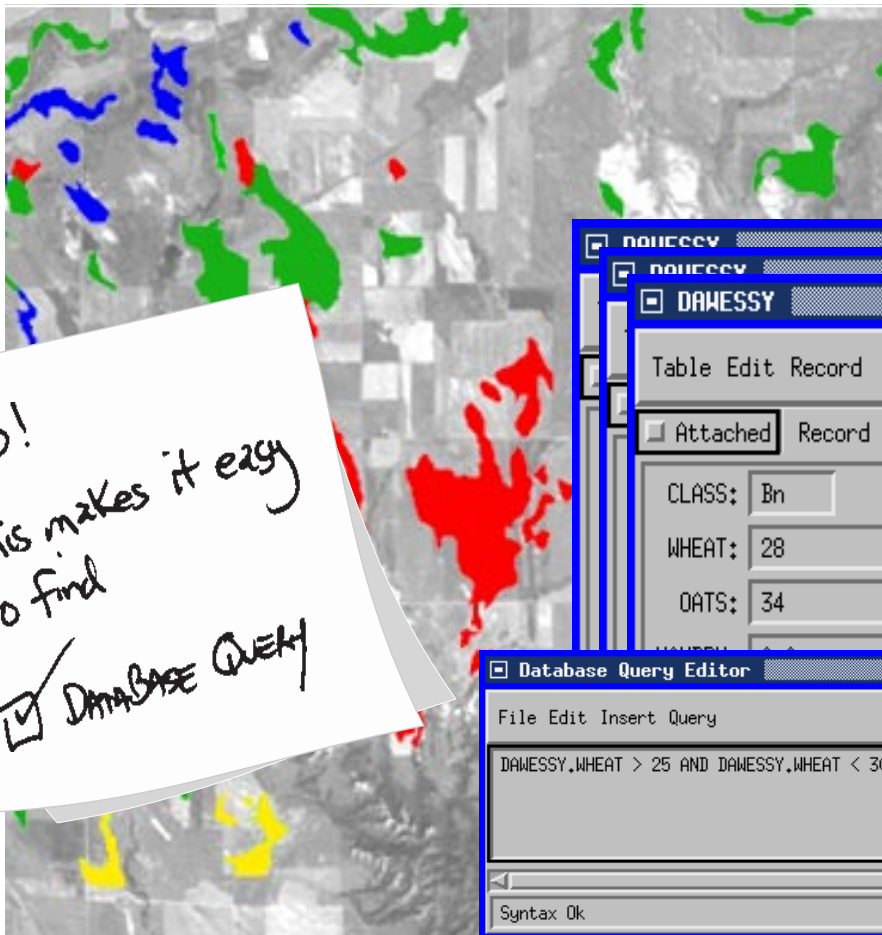 o!
is makes it easy
o find
DATABASE QUERY
DAWESSY
DAWESSY
DAWESSY
Table Edit Record
Attached Record
CLASS: Bn
WHEAT: 28
OATS: 34
Database Query Editor
File Edit Insert Query
DAWESSY.WHEAT > 25 AND DAWESSY.WHEAT < 30
Syntax Ok